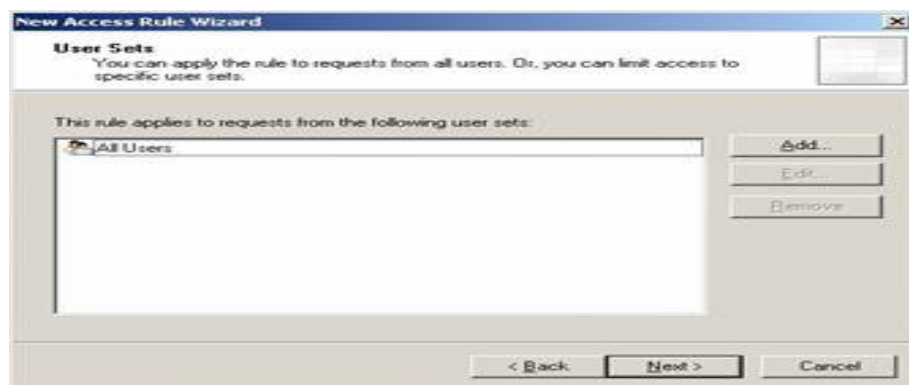 New Access Rule Wizard
User Sets
You can apply the rule to requests from all users. Or, you can limit access to
specific user sets.
This rule applies to requests from the following user sets:
All Users
Add...
Edit...
Remove
< Back
Next >
Cancel